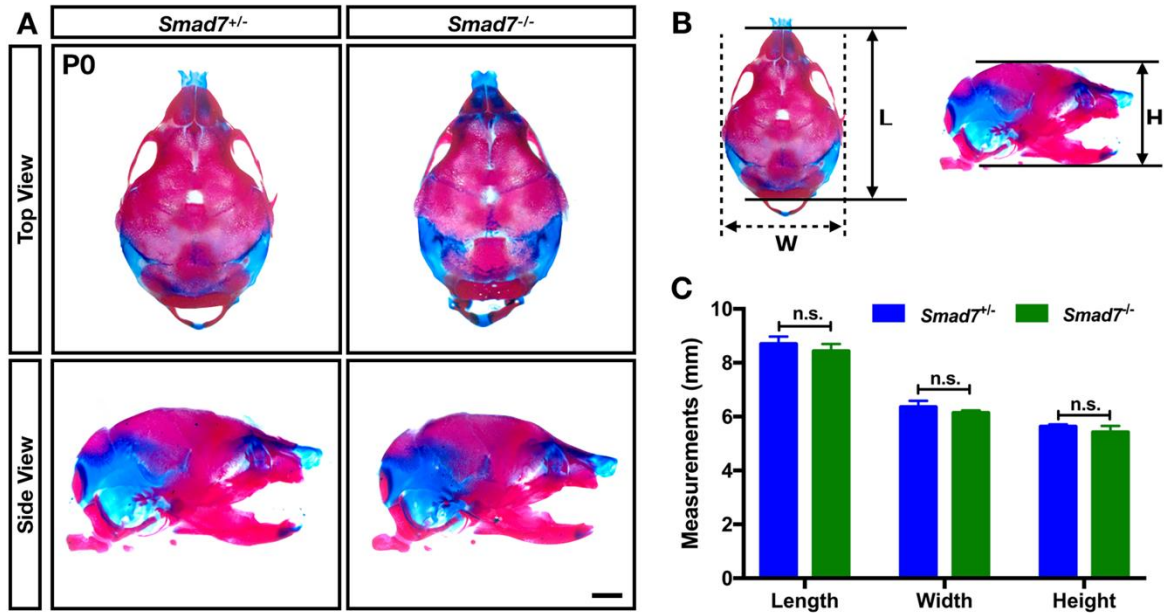 A
Smad7+/-
Smad7-/-
Top View
P0
Side View
B
L
W
H
C
Measurements (mm)
10
8
6
4
2
0
Smad7+/-
Smad7-/-
n.s.
n.s.
n.s.
Length
Width
Height